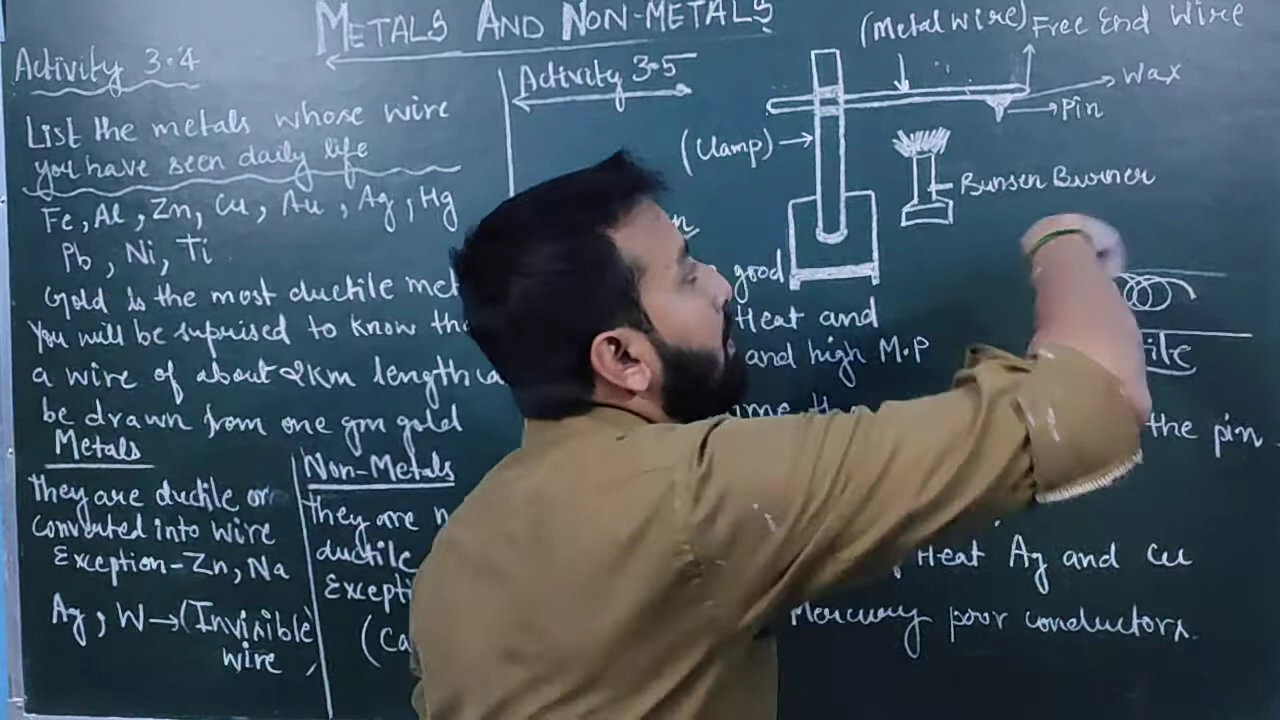 METALS AND NON-METALS
Activity 3.4
List the metals whose wire
you have seen daily life
Fe, Al, Zn, Cu, Au, Ag, Hg
Pb, Ni, Ti
Gold is the most ductile met
You will be suprised to know tha
a wire of about 2km length ca
be drawn from one gm gold
Metals
They are ductile or
converted into wire
Exception-Zn, Na
Ag, W→(Invisible
wire,
Non-Metals
they are n
ductile
Excepti
(Ca
Activity 3.5
(Metal wire) Free End Wire
Wax
Pin
(Clamp)
Bunsen Burner
good
Heat and
and high M.P
the pin
Heat Ag and Cu
Mercury poor conductors.